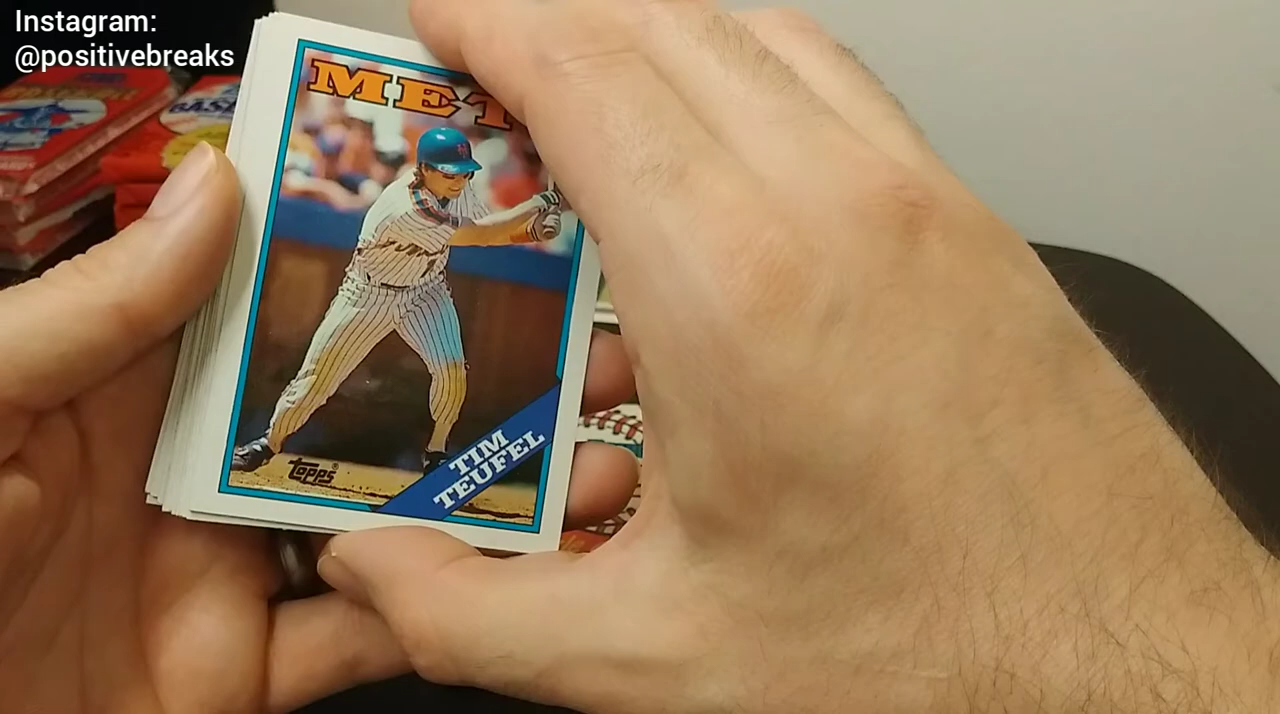 Instagram:
@positivebreaks
MET
TIM
TEUFEL
Topps